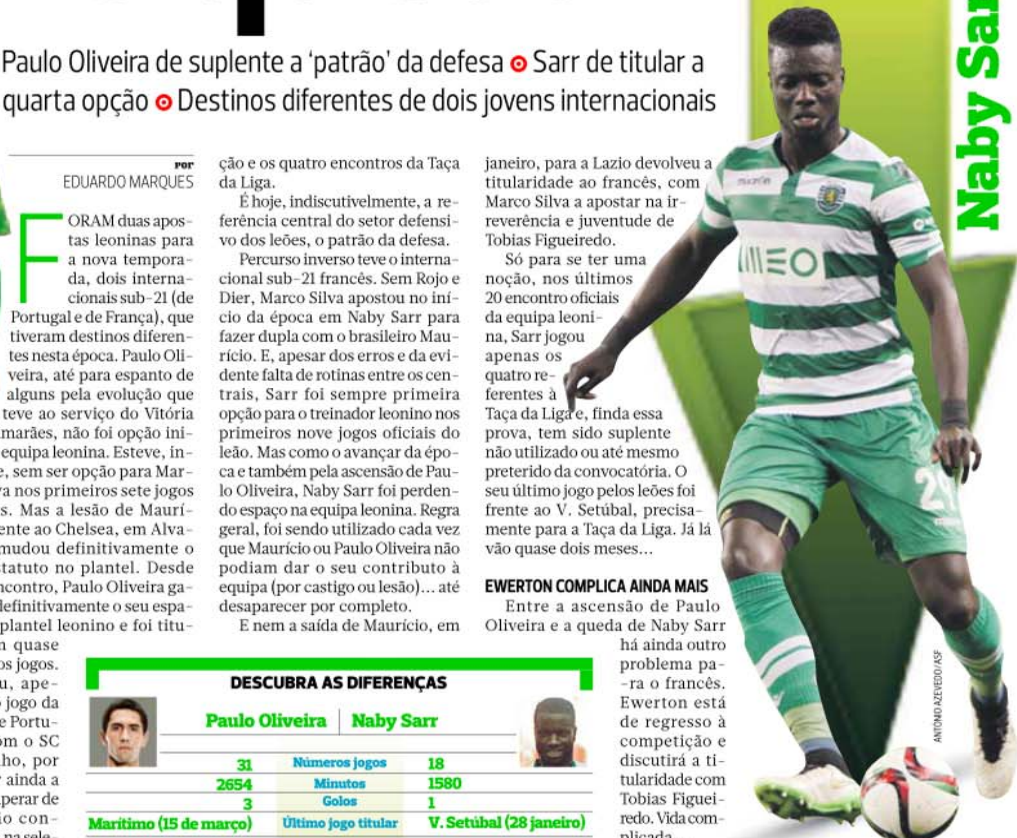 Paulo Oliveira de suplente a ‘patrão’ da defesa Sarr de titular a
quarta opção Destinos diferentes de dois jovens internacionais
Naby Sar
por
EDUARDO MARQUES
FORAM duas apos-
tas leoninas para
a nova tempora-
da, dois interna-
cionais sub-21 (de
Portugal e de França), que
tiveram destinos diferen-
tes nesta época. Paulo Oli-
veira, até para espanto de
alguns pela evolução que
teve ao serviço do Vitória
marães, não foi opção ini-
equipa leonina. Esteve, in-
e, sem ser opção para Mar-
a nos primeiros sete jogos
s. Mas a lesão de Maurí-
ente ao Chelsea, em Alva-
mudou definitivamente o
tatuto no plantel. Desde
ncontro, Paulo Oliveira ga-
definitivamente o seu espa-
plantel leonino e foi titu-
quase
os jogos.
u, ape-
jogo da
e Portu-
om o SC
ho, por
ainda a
perar de
o con-
na sele-
ção e os quatro encontros da Taça
da Liga.
É hoje, indiscutivelmente, a re-
ferência central do setor defensi-
vo dos leões, o patrão da defesa.
Percurso inverso teve o interna-
cional sub-21 francês. Sem Rojo e
Dier, Marco Silva apostou no iní-
cio da época em Naby Sarr para
fazer dupla com o brasileiro Mau-
rício. E, apesar dos erros e da evi-
dente falta de rotinas entre os cen-
trais, Sarr foi sempre primeira
opção para o treinador leonino nos
primeiros nove jogos oficiais do
leão. Mas como o avançar da épo-
ca e também pela ascensão de Pau-
lo Oliveira, Naby Sarr foi perden-
do espaço na equipa leonina. Regra
geral, foi sendo utilizado cada vez
que Maurício ou Paulo Oliveira não
podiam dar o seu contributo à
equipa (por castigo ou lesão)... até
desaparecer por completo.
E nem a saída de Maurício, em
janeiro, para a Lazio devolveu a
titularidade ao francês, com
Marco Silva a apostar na ir-
reverência e juventude de
Tobias Figueiredo.
Só para se ter uma
noção, nos últimos
20 encontro oficiais
da equipa leoni-
na, Sarr jogou
apenas os
quatro re-
ferentes à
Taça da Liga e, finda essa
prova, tem sido suplente
não utilizado ou até mesmo
preterido da convocatória. O
seu último jogo pelos leões foi
frente ao V. Setúbal, precisa-
mente para a Taça da Liga. Já lá
vão quase dois meses...
EWERTON COMPLICA AINDA MAIS
Entre a ascensão de Paulo
Oliveira e a queda de Naby Sarr
há ainda outro
problema pa-
-ra o francês.
Ewerton está
de regresso à
competição e
discutirá a ti-
tularidade com
Tobias Figuei-
redo. Vida com-
plicada
DESCUBRA AS DIFERENÇAS
Paulo Oliveira Naby Sarr
31 Números jogos 18
2654 Minutos 1580
3 Golos 1
Marítimo (15 de março) Último jogo titular V. Setúbal (28 janeiro)
macron
MEO
ANTÓNIO AZEVEDO/ASF